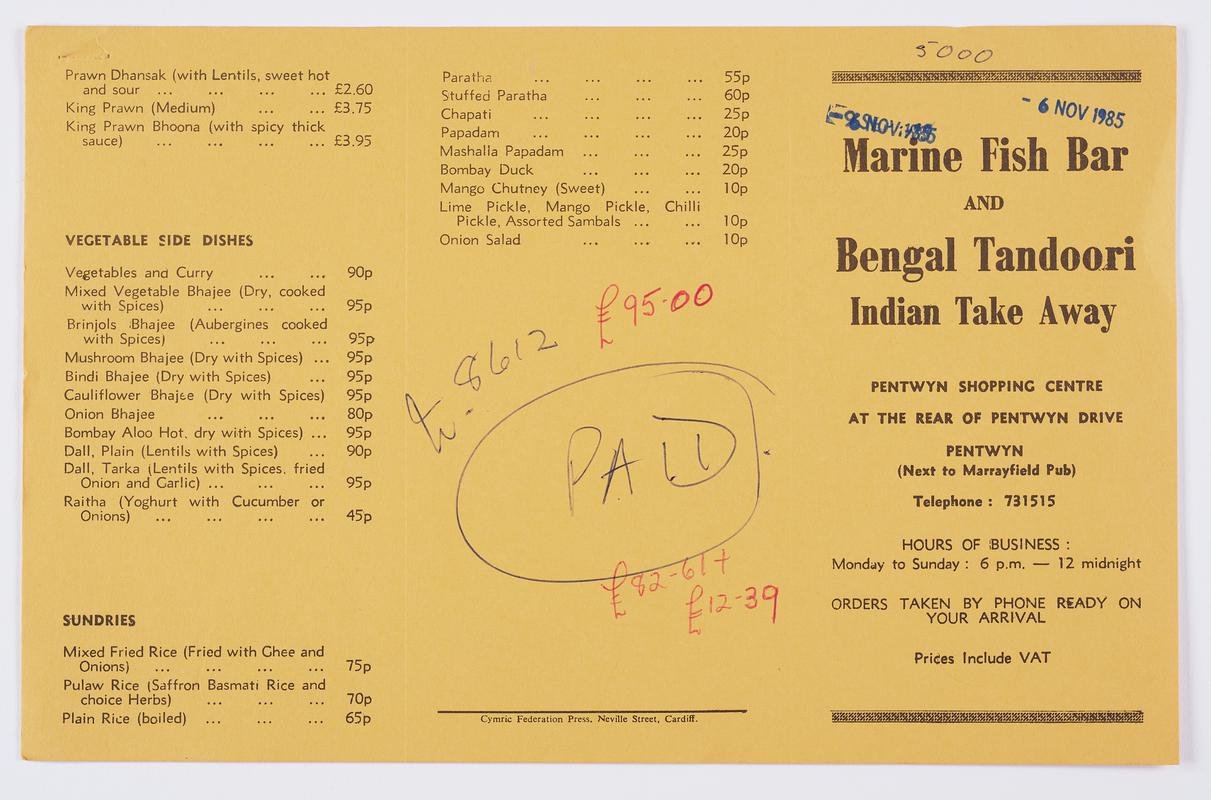 Prawn Dhansak (with Lentils, sweet hot
and sour ... ... ... ... £2.60
King Prawn (Medium) ... ... £3.75
King Prawn Bhoona (with spicy thick
sauce) ... ... ... ... £3.95
VEGETABLE SIDE DISHES
Vegetables and Curry ... ... 90p
Mixed Vegetable Bhajee (Dry, cooked
with Spices) ... ... ... 95p
Brinjols Bhajee (Aubergines cooked
with Spices) ... ... ... 95p
Mushroom Bhajee (Dry with Spices) ... 95p
Bindi Bhajee (Dry with Spices) ... 95p
Cauliflower Bhajee (Dry with Spices) 95p
Onion Bhajee ... ... ... 80p
Bombay Aloo Hot, dry with Spices) ... 95p
Dall, Plain (Lentils with Spices) ... 90p
Dall, Tarka (Lentils with Spices, fried
Onion and Garlic) ... ... ... 95p
Raitha (Yoghurt with Cucumber or
Onions) ... ... ... ... 45p
SUNDRIES
Mixed Fried Rice (Fried with Ghee and
Onions) ... ... ... ... 75p
Pulaw Rice (Saffron Basmati Rice and
choice Herbs) ... ... ... 70p
Plain Rice (boiled) ... ... ... 65p
Paratha ... ... ... ... 55p
Stuffed Paratha ... ... ... 60p
Chapati ... ... ... ... 25p
Papadam ... ... ... ... 20p
Mashalla Papadam ... ... ... 25p
Bombay Duck ... ... ... 20p
Mango Chutney (Sweet) ... ... 10p
Lime Pickle, Mango Pickle, Chilli
Pickle, Assorted Sambals ... ... 10p
Onion Salad ... ... ... 10p
£95-00
8612
PAID
£82-61+
£12-39
Cymric Federation Press, Neville Street, Cardiff.
5000
- 6 NOV 1985
Marine Fish Bar
AND
Bengal Tandoori
Indian Take Away
PENTWYN SHOPPING CENTRE
AT THE REAR OF PENTWYN DRIVE
PENTWYN
(Next to Marrayfield Pub)
Telephone : 731515
HOURS OF BUSINESS :
Monday to Sunday : 6 p.m. — 12 midnight
ORDERS TAKEN BY PHONE READY ON
YOUR ARRIVAL
Prices Include VAT